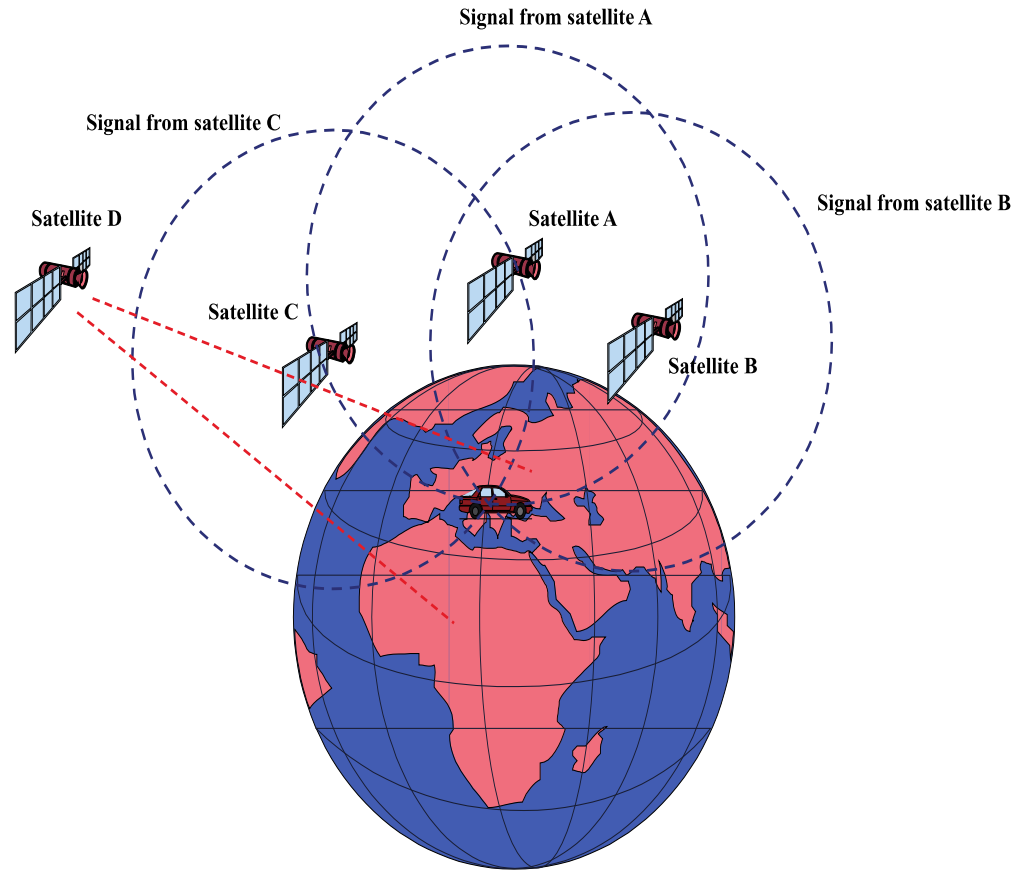 Signal from satellite A
Signal from satellite C
Signal from satellite B
Satellite D
Satellite A
Satellite C
Satellite B